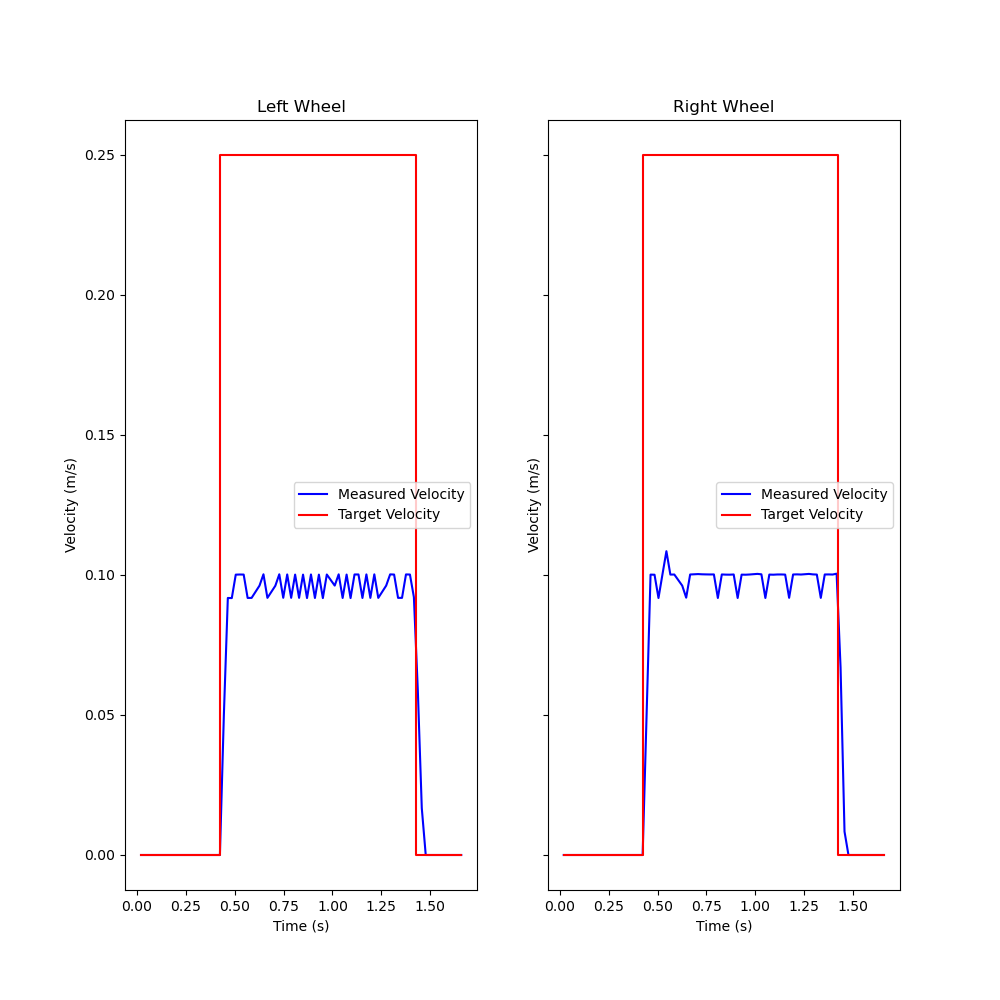 Left Wheel
Right Wheel
0.25
0.20
0.15
0.10
0.05
0.00
Velocity (m/s)
Velocity (m/s)
Measured Velocity
Target Velocity
Measured Velocity
Target Velocity
0.00 0.25 0.50 0.75 1.00 1.25 1.50
0.00 0.25 0.50 0.75 1.00 1.25 1.50
Time (s)
Time (s)